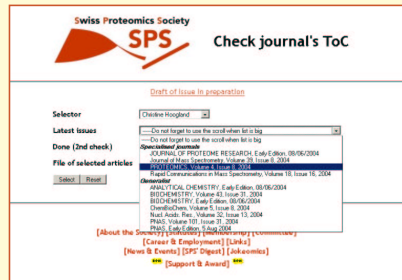 Swiss Proteomics Society
SPS
Check journal's ToC
Draft of Issue in preparation
Selector
Christine Hoogland
Latest issues
-----Do not forget to use the scroll when list is big
-----Do not forget to use the scroll when list is big
Done (2nd check)
Specialised journals
JOURNAL OF PROTEOME RESEARCH, Early Edition, 08/06/2004
File of selected articles
Journal of Mass Spectrometry, Volume 39, Issue 8, 2004
PROTEOMICS, Volume 4, Issue 8, 2004
Rapid Communications in Mass Spectrometry, Volume 18, Issue 16, 2004
Select Reset
Generalist
ANALYTICAL CHEMISTRY, Early Edition, 08/06/2004
BIOCHEMISTRY, Volume 43, Issue 31, 2004
BIOCHEMISTRY, Early Edition, 08/06/2004
ChemBioChem, Volume 5, Issue 8, 2004
Nucl. Acids. Res., Volume 32, Issue 13, 2004
PNAS, Volume 101, Issue 31, 2004
PNAS, Early Edition, 5 Aug 2004
[About the Society] [Statutes] [Membership] [Committee]
[Career & Employment] [Links]
[News & Events] [SPS' Digest] [Jokeomics]
[Support & Award]